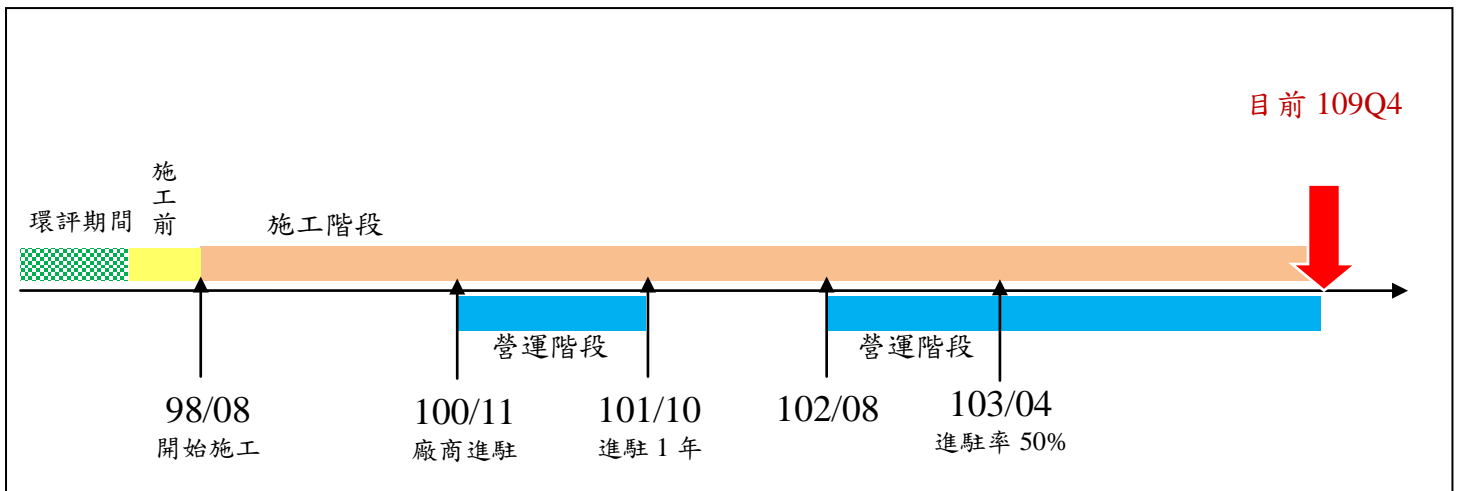 目前 109Q4
環評期間
施工前
施工階段
營運階段
營運階段
98/08
開始施工
100/11
廠商進駐
101/10
進駐 1 年
102/08
103/04
進駐率 50%